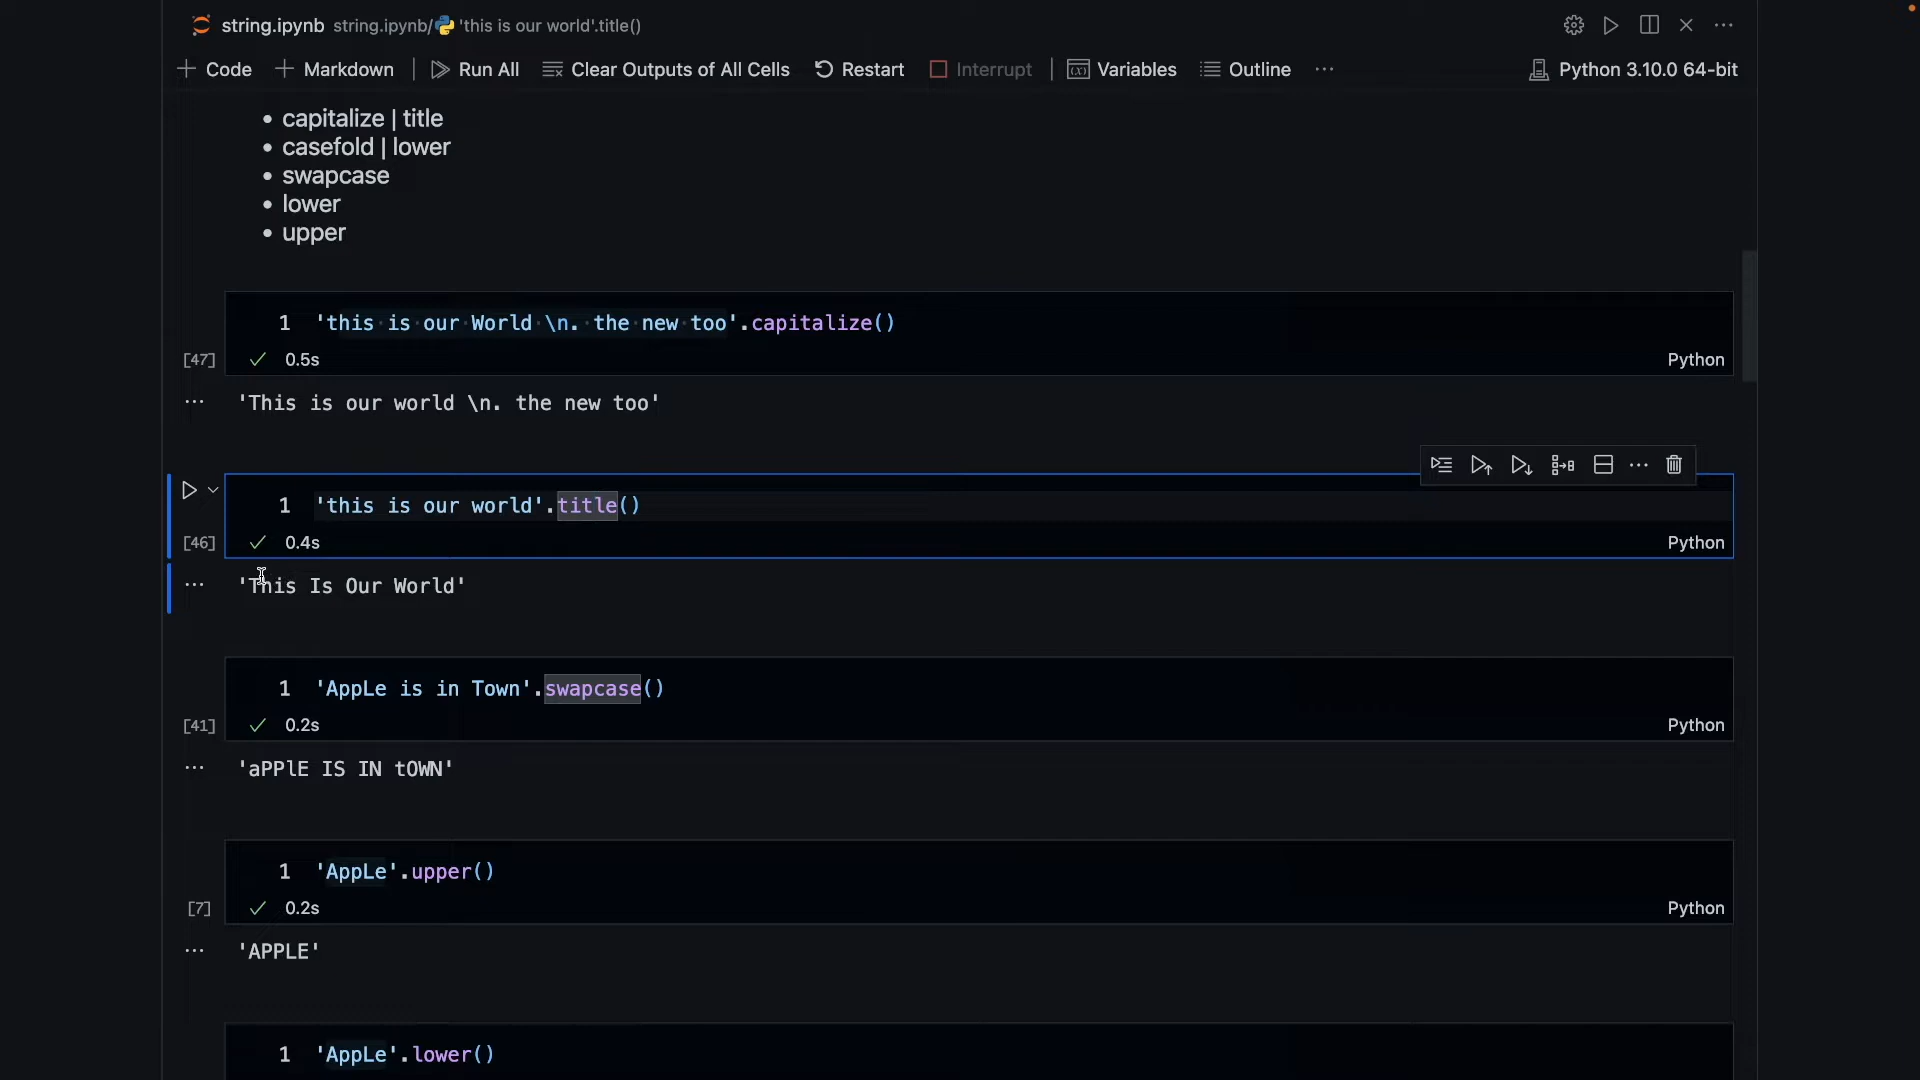 string.ipynb string.ipynb/ 'this is our world'.title()
Code Markdown Run All Clear Outputs of All Cells Restart Interrupt Variables Outline ··· Python 3.10.0 64-bit
• capitalize | title
• casefold | lower
• swapcase
• lower
• upper
1 'this is our World \n. the new too'.capitalize()
[47] ✓ 0.5s Python
··· 'This is our world \n. the new too'
1 'this is our world'.title()
[46] ✓ 0.4s Python
··· 'This Is Our World'
1 'AppLe is in Town'.swapcase()
[41] ✓ 0.2s Python
··· 'aPPlE IS IN tOWN'
1 'AppLe'.upper()
[7] ✓ 0.2s Python
··· 'APPLE'
1 'AppLe'.lower()